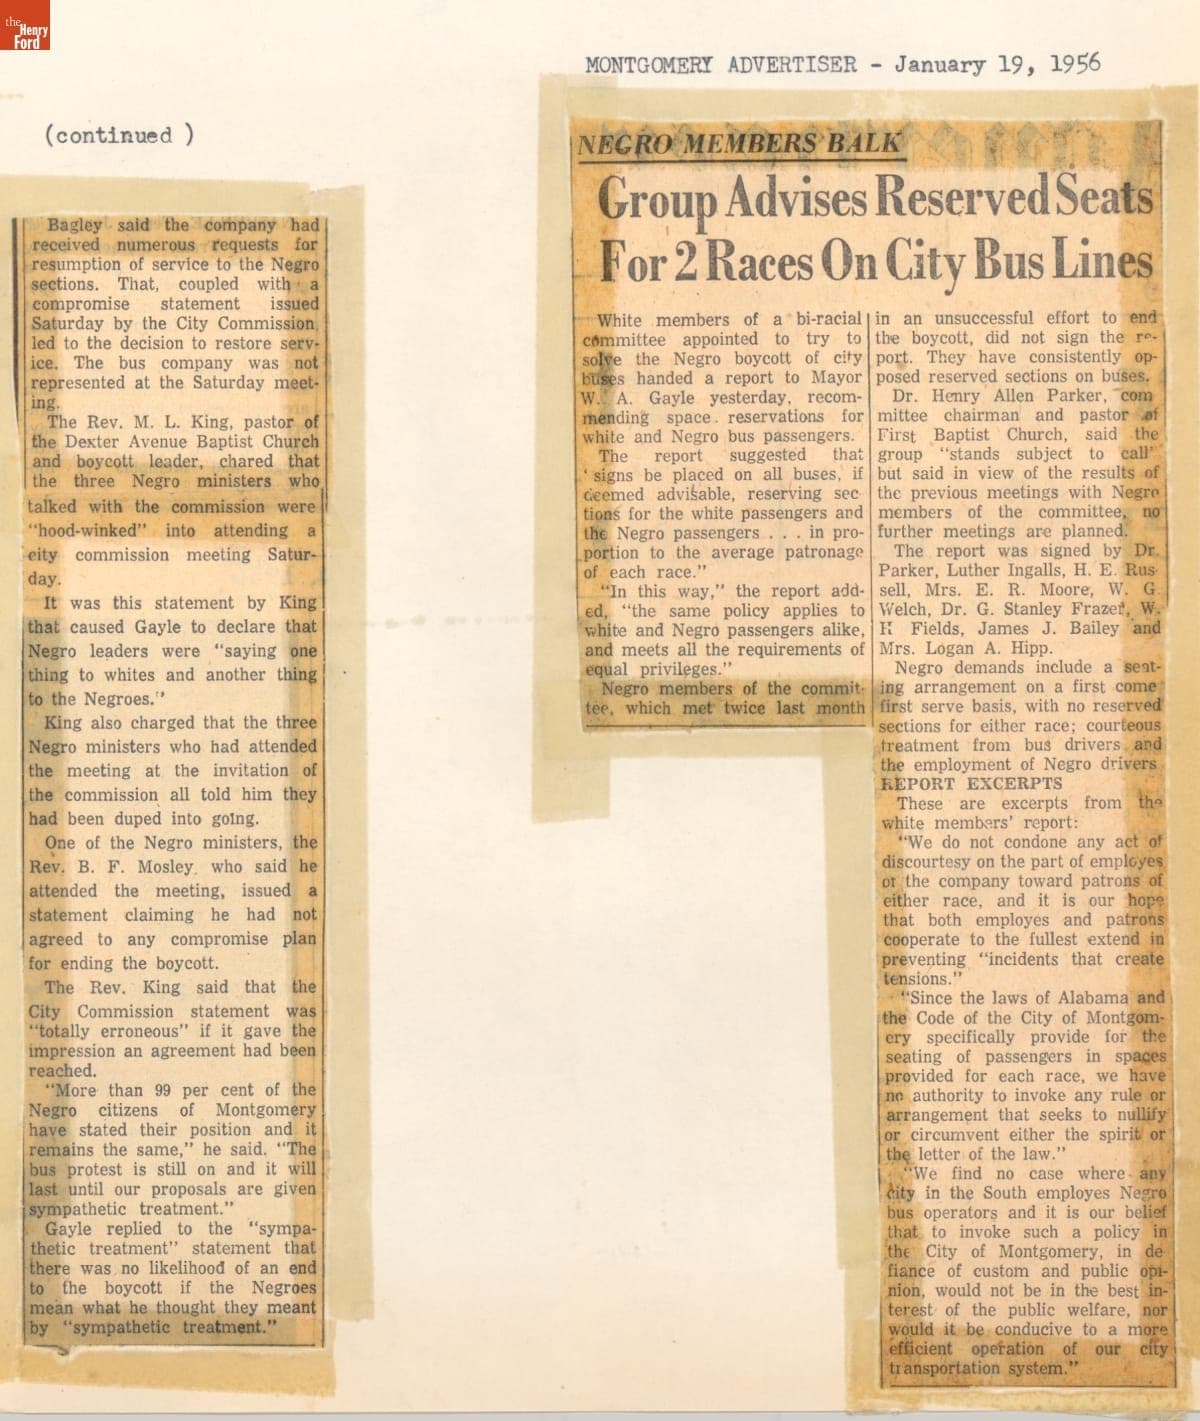 the
Henry
Ford
(continued )
Bagley said the company had
received numerous requests for
resumption of service to the Negro
sections. That, coupled with a
compromise statement issued
Saturday by the City Commission,
led to the decision to restore serv-
ice. The bus company was not
represented at the Saturday meet-
ing.
The Rev. M. L. King, pastor of
the Dexter Avenue Baptist Church
and boycott leader, chared that
the three Negro ministers who
talked with the commission were
"hood-winked" into attending a
city commission meeting Satur-
day.
It was this statement by King
that caused Gayle to declare that
Negro leaders were "saying one
thing to whites and another thing
to the Negroes."
King also charged that the three
Negro ministers who had attended
the meeting at the invitation of
the commission all told him they
had been duped into going.
One of the Negro ministers, the
Rev. B. F. Mosley who said he
attended the meeting, issued a
statement claiming he had not
agreed to any compromise plan
for ending the boycott.
The Rev. King said that the
City Commission statement was
"totally erroneous" if it gave the
impression an agreement had been
reached.
"More than 99 per cent of the
Negro citizens of Montgomery
have stated their position and it
remains the same," he said. "The
bus protest is still on and it will
last until our proposals are given
sympathetic treatment."
Gayle replied to the "sympa-
thetic treatment" statement that
there was no likelihood of an end
to the boycott if the Negroes
mean what he thought they meant
by "sympathetic treatment."
MONTGOMERY ADVERTISER - January 19, 1956
NEGRO MEMBERS BALK
Group Advises Reserved Seats
For 2 Races On City Bus Lines
White members of a bi-racial
committee appointed to try to
solve the Negro boycott of city
buses handed a report to Mayor
W. A. Gayle yesterday, recom-
mending space reservations for
white and Negro bus passengers.
The report suggested that
'signs be placed on all buses, if
deemed advisable, reserving sec
tions for the white passengers and
the Negro passengers . . . in pro-
portion to the average patronage
of each race."
"In this way," the report add-
ed, "the same policy applies to
white and Negro passengers alike,
and meets all the requirements of
equal privileges."
Negro members of the commit-
tee, which met twice last month
in an unsuccessful effort to end
the boycott, did not sign the re-
port. They have consistently op-
posed reserved sections on buses.
Dr. Henry Allen Parker, com
mittee chairman and pastor of
First Baptist Church, said the
group "stands subject to call"
but said in view of the results of
the previous meetings with Negro
members of the committee, no
further meetings are planned.
The report was signed by Dr.
Parker, Luther Ingalls, H. E. Rus-
sell, Mrs. E. R. Moore, W. G.
Welch, Dr. G. Stanley Frazer, W.
H Fields, James J. Bailey and
Mrs. Logan A. Hipp.
Negro demands include a seat-
ing arrangement on a first come
first serve basis, with no reserved
sections for either race; courteous
treatment from bus drivers and
the employment of Negro drivers
REPORT EXCERPTS
These are excerpts from the
white members' report:
"We do not condone any act of
discourtesy on the part of employes
or the company toward patrons of
either race, and it is our hope
that both employes and patrons
cooperate to the fullest extend in
preventing "incidents that create
tensions."
"Since the laws of Alabama and
the Code of the City of Montgom-
ery specifically provide for the
seating of passengers in spaces
provided for each race, we have
no authority to invoke any rule or
arrangement that seeks to nullify
or circumvent either the spirit or
the letter of the law."
"We find no case where any
city in the South employes Negro
bus operators and it is our belief
that to invoke such a policy in
the City of Montgomery, in de
fiance of custom and public opi-
nion, would not be in the best in-
terest of the public welfare, nor
would it be conducive to a more
efficient operation of our city
transportation system."